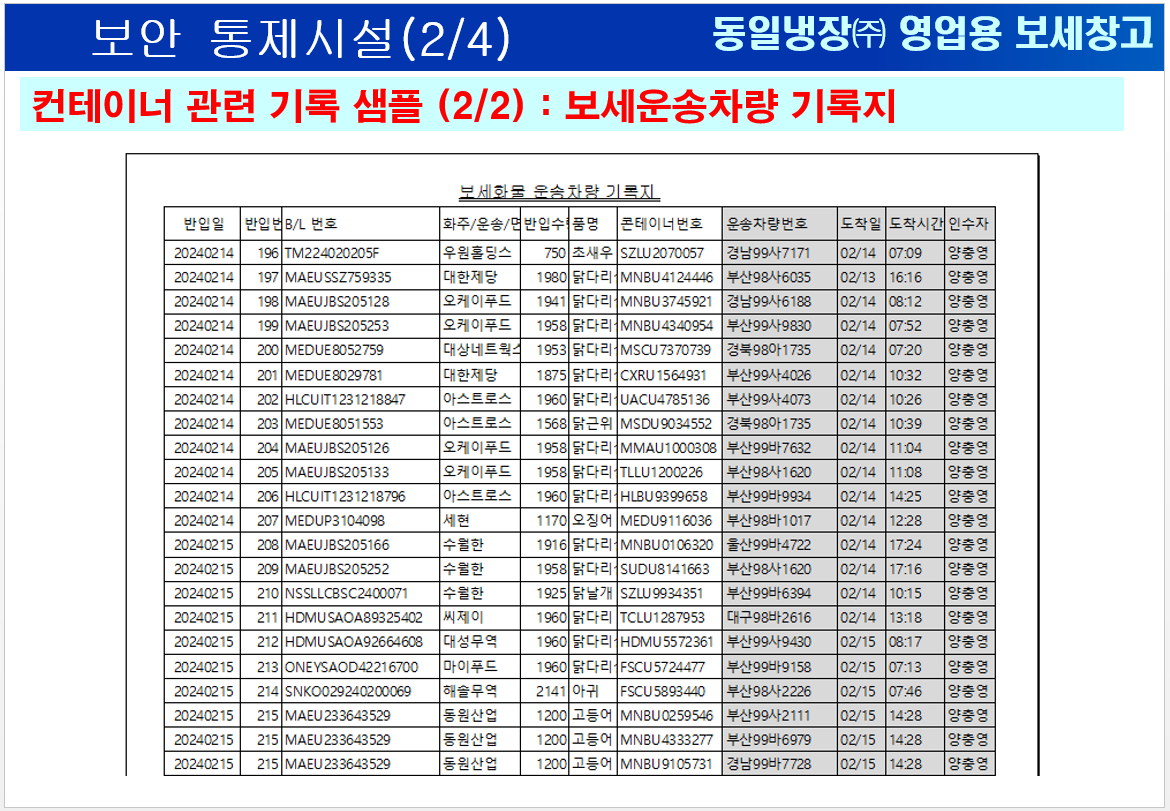 보안 통제시설(2/4)
동일냉장㈜ 영업용 보세창고
컨테이너 관련 기록 샘플 (2/2) : 보세운송차량 기록지
보세화물 운송차량 기록지
반입일 반입번 B/L 번호 화주/운송/면 반입수 품명 콘테이너번호 운송차량번호 도착일 도착시간 인수자
20240214 196 TM224020205F 우원홀딩스 750 초새우 SZLU2070057 경남99사7171 02/14 07:09 양충영
20240214 197 MAEUSSZ759335 대한제당 1980 닭다리 MNBU4124446 부산98사6035 02/13 16:16 양충영
20240214 198 MAEUJBS205128 오케이푸드 1941 닭다리 MNBU3745921 경남99사6188 02/14 08:12 양충영
20240214 199 MAEUJBS205253 오케이푸드 1958 닭다리 MNBU4340954 부산99사9830 02/14 07:52 양충영
20240214 200 MEDUE8052759 대상네트웍스 1953 닭다리 MSCU7370739 경북98아1735 02/14 07:20 양충영
20240214 201 MEDUE8029781 대한제당 1875 닭다리 CXRU1564931 부산99사4026 02/14 10:32 양충영
20240214 202 HLCUIT1231218847 아스트로스 1960 닭다리 UACU4785136 부산99사4073 02/14 10:26 양충영
20240214 203 MEDUE8051553 아스트로스 1568 닭근위 MSDU9034552 경북98아1735 02/14 10:39 양충영
20240214 204 MAEUJBS205126 오케이푸드 1958 닭다리 MMAU1000308 부산99바7632 02/14 11:04 양충영
20240214 205 MAEUJBS205133 오케이푸드 1958 닭다리 TLLU1200226 부산98사1620 02/14 11:08 양충영
20240214 206 HLCUIT1231218796 아스트로스 1960 닭다리 HLBU9399658 부산99바9934 02/14 14:25 양충영
20240214 207 MEDUP3104098 세현 1170 오징어 MEDU9116036 부산98바1017 02/14 12:28 양충영
20240215 208 MAEUJBS205166 수월한 1916 닭다리 MNBU0106320 울산99바4722 02/14 17:24 양충영
20240215 209 MAEUJBS205252 수월한 1958 닭다리 SUDU8141663 부산98사1620 02/14 17:16 양충영
20240215 210 NSSLLCBSC2400071 수월한 1925 닭날개 SZLU9934351 부산99바6394 02/14 10:15 양충영
20240215 211 HDMUSAOA89325402 씨제이 1960 닭다리 TCLU1287953 대구98바2616 02/14 13:18 양충영
20240215 212 HDMUSAOA92664608 대성무역 1960 닭다리 HDMU5572361 부산99사9430 02/15 08:17 양충영
20240215 213 ONEYSAOD42216700 마이푸드 1960 닭다리 FSCU5724477 부산99바9158 02/15 07:13 양충영
20240215 214 SNKO029240200069 해솔무역 2141 아귀 FSCU5893440 부산98사2226 02/15 07:46 양충영
20240215 215 MAEU233643529 동원산업 1200 고등어 MNBU0259546 부산99사2111 02/15 14:28 양충영
20240215 215 MAEU233643529 동원산업 1200 고등어 MNBU4333277 부산99바6979 02/15 14:28 양충영
20240215 215 MAEU233643529 동원산업 1200 고등어 MNBU9105731 경남99바7728 02/15 14:28 양충영